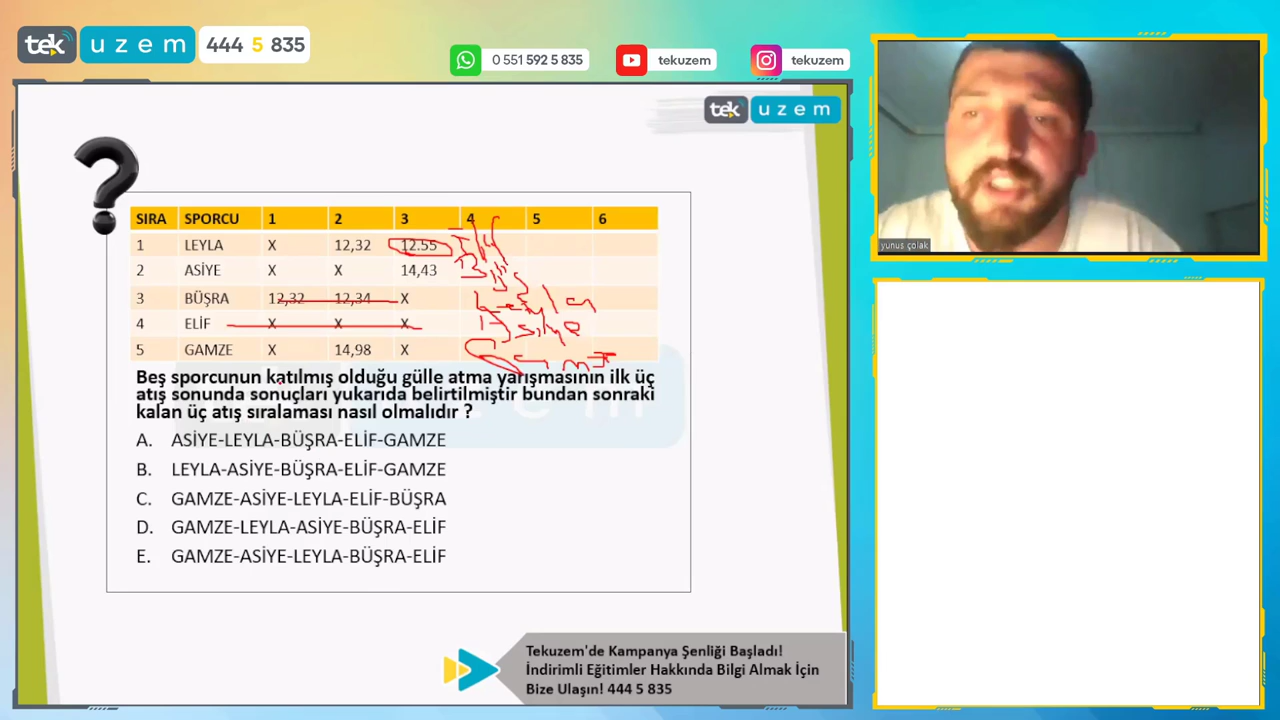 tek uzem 444 5 835
0 551 592 5 835 tekuzem tekuzem
tek uzem
yunus çolak
SIRA SPORCU 1 2 3 4 5 6
1 LEYLA X 12,32 12.55
2 ASİYE X X 14,43
3 BÜŞRA 12,32 12,34 X
4 ELİF X X X
5 GAMZE X 14,98 X
Elif
Büş
Leyla
Asiye
Beş sporcunun katılmış olduğu gülle atma yarışmasının ilk üç
atış sonunda sonuçları yukarıda belirtilmiştir bundan sonraki
kalan üç atış sıralaması nasıl olmalıdır ?
A. ASİYE-LEYLA-BÜŞRA-ELİF-GAMZE
B. LEYLA-ASİYE-BÜŞRA-ELİF-GAMZE
C. GAMZE-ASİYE-LEYLA-ELİF-BÜŞRA
D. GAMZE-LEYLA-ASİYE-BÜŞRA-ELİF
E. GAMZE-ASİYE-LEYLA-BÜŞRA-ELİF
Tekuzem'de Kampanya Şenliği Başladı!
İndirimli Eğitimler Hakkında Bilgi Almak İçin
Bize Ulaşın! 444 5 835